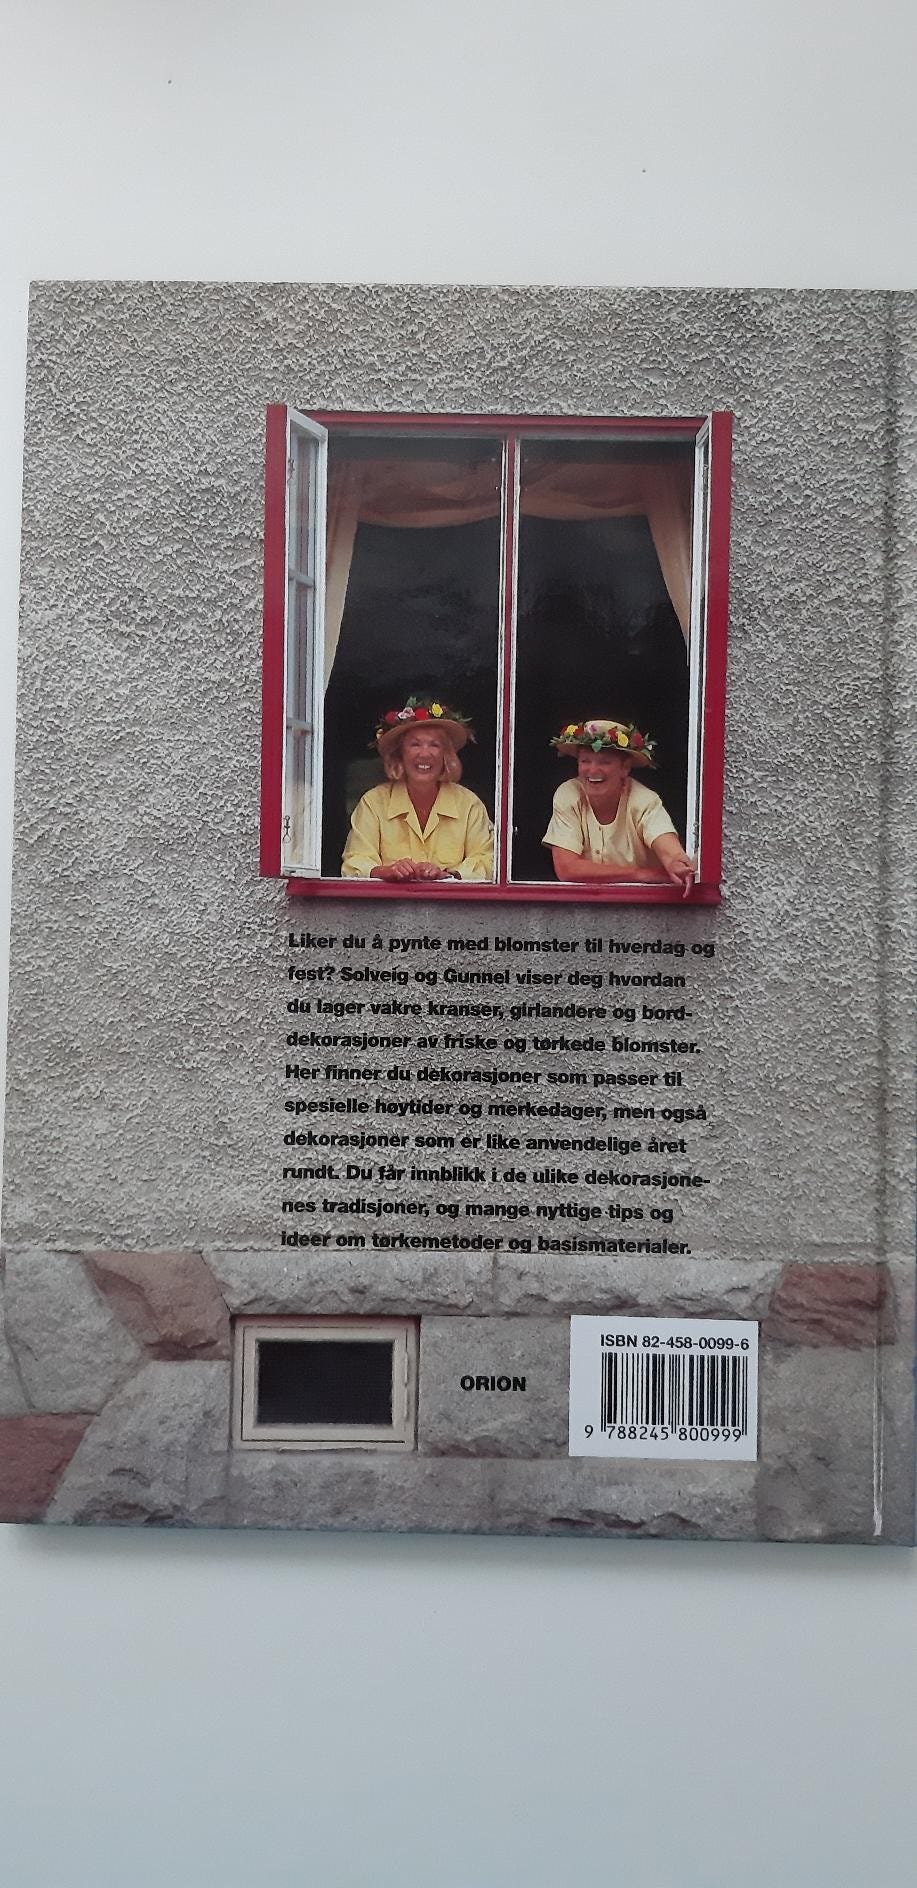 Liker du å pynte med blomster til hverdag og
fest? Solveig og Gunnel viser deg hvordan
du lager vakre kranser, girlandere og bord-
dekorasjoner av friske og tørkede blomster.
Her finner du dekorasjoner som passer til
spesielle høytider og merkedager, men også
dekorasjoner som er like anvendelige året
rundt. Du får innblikk i de ulike dekorasjone-
nes tradisjoner, og mange nyttige tips og
ideer om tørkemetoder og basismaterialer.
ORION
ISBN 82-458-0099-6
9 788245 800999